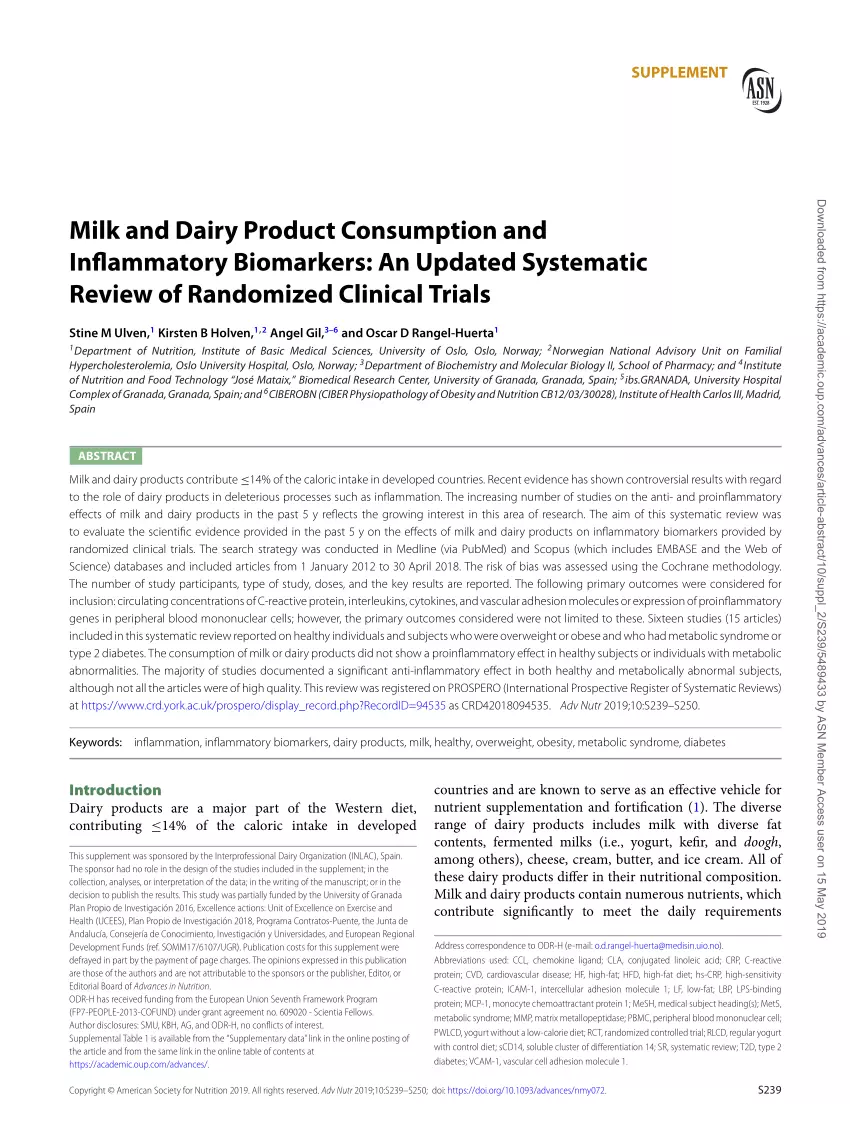 SUPPLEMENT
ASN
EST. 1928
Milk and Dairy Product Consumption and
Inflammatory Biomarkers: An Updated Systematic
Review of Randomized Clinical Trials
Stine M Ulven,1 Kirsten B Holven,1,2 Angel Gil,3–6 and Oscar D Rangel-Huerta1
1Department of Nutrition, Institute of Basic Medical Sciences, University of Oslo, Oslo, Norway; 2Norwegian National Advisory Unit on Familial
Hypercholesterolemia, Oslo University Hospital, Oslo, Norway; 3Department of Biochemistry and Molecular Biology II, School of Pharmacy; and 4Institute
of Nutrition and Food Technology “José Mataix,” Biomedical Research Center, University of Granada, Granada, Spain; 5ibs.GRANADA, University Hospital
Complex of Granada, Granada, Spain; and 6CIBEROBN (CIBER Physiopathology of Obesity and Nutrition CB12/03/30028), Institute of Health Carlos III, Madrid,
Spain
ABSTRACT
Milk and dairy products contribute ≤14% of the caloric intake in developed countries. Recent evidence has shown controversial results with regard
to the role of dairy products in deleterious processes such as inflammation. The increasing number of studies on the anti- and proinflammatory
effects of milk and dairy products in the past 5 y reflects the growing interest in this area of research. The aim of this systematic review was
to evaluate the scientific evidence provided in the past 5 y on the effects of milk and dairy products on inflammatory biomarkers provided by
randomized clinical trials. The search strategy was conducted in Medline (via PubMed) and Scopus (which includes EMBASE and the Web of
Science) databases and included articles from 1 January 2012 to 30 April 2018. The risk of bias was assessed using the Cochrane methodology.
The number of study participants, type of study, doses, and the key results are reported. The following primary outcomes were considered for
inclusion: circulating concentrations of C-reactive protein, interleukins, cytokines, and vascular adhesion molecules or expression of proinflammatory
genes in peripheral blood mononuclear cells; however, the primary outcomes considered were not limited to these. Sixteen studies (15 articles)
included in this systematic review reported on healthy individuals and subjects who were overweight or obese and who had metabolic syndrome or
type 2 diabetes. The consumption of milk or dairy products did not show a proinflammatory effect in healthy subjects or individuals with metabolic
abnormalities. The majority of studies documented a significant anti-inflammatory effect in both healthy and metabolically abnormal subjects,
although not all the articles were of high quality. This review was registered on PROSPERO (International Prospective Register of Systematic Reviews)
at https://www.crd.york.ac.uk/prospero/display_record.php?RecordID=94535 as CRD42018094535. Adv Nutr 2019;10:S239–S250.
Keywords: inflammation, inflammatory biomarkers, dairy products, milk, healthy, overweight, obesity, metabolic syndrome, diabetes
Introduction
Dairy products are a major part of the Western diet,
contributing ≤14% of the caloric intake in developed
This supplement was sponsored by the Interprofessional Dairy Organization (INLAC), Spain.
The sponsor had no role in the design of the studies included in the supplement; in the
collection, analyses, or interpretation of the data; in the writing of the manuscript; or in the
decision to publish the results. This study was partially funded by the University of Granada
Plan Propio de Investigación 2016, Excellence actions: Unit of Excellence on Exercise and
Health (UCEES), Plan Propio de Investigación 2018, Programa Contratos-Puente, the Junta de
Andalucía, Consejería de Conocimiento, Investigación y Universidades, and European Regional
Development Funds (ref. SOMM17/6107/UGR). Publication costs for this supplement were
defrayed in part by the payment of page charges. The opinions expressed in this publication
are those of the authors and are not attributable to the sponsors or the publisher, Editor, or
Editorial Board of Advances in Nutrition.
ODR-H has received funding from the European Union Seventh Framework Program
(FP7-PEOPLE-2013-COFUND) under grant agreement no. 609020 - Scientia Fellows.
Author disclosures: SMU, KBH, AG, and ODR-H, no conflicts of interest.
Supplemental Table 1 is available from the “Supplementary data” link in the online posting of
the article and from the same link in the online table of contents at
https://academic.oup.com/advances/.
countries and are known to serve as an effective vehicle for
nutrient supplementation and fortification (1). The diverse
range of dairy products includes milk with diverse fat
contents, fermented milks (i.e., yogurt, kefir, and doogh,
among others), cheese, cream, butter, and ice cream. All of
these dairy products differ in their nutritional composition.
Milk and dairy products contain numerous nutrients, which
contribute significantly to meet the daily requirements
Address correspondence to ODR-H (e-mail: o.d.rangel-huerta@medisin.uio.no).
Abbreviations used: CCL, chemokine ligand; CLA, conjugated linoleic acid; CRP, C-reactive
protein; CVD, cardiovascular disease; HF, high-fat; HFD, high-fat diet; hs-CRP, high-sensitivity
C-reactive protein; ICAM-1, intercellular adhesion molecule 1; LF, low-fat; LBP, LPS-binding
protein; MCP-1, monocyte chemoattractant protein 1; MeSH, medical subject heading(s); MetS,
metabolic syndrome; MMP, matrix metallopeptidase; PBMC, peripheral blood mononuclear cell;
PWLCD, yogurt without a low-calorie diet; RCT, randomized controlled trial; RLCD, regular yogurt
with control diet; sCD14, soluble cluster of differentiation 14; SR, systematic review; T2D, type 2
diabetes; VCAM-1, vascular cell adhesion molecule 1.
Copyright © American Society for Nutrition 2019. All rights reserved. Adv Nutr 2019;10:S239–S250; doi: https://doi.org/10.1093/advances/nmy072.
S239
Downloaded from https://academic.oup.com/advances/article-abstract/10/suppl_2/S239/5489433 by ASN Member Access user on 15 May 2019